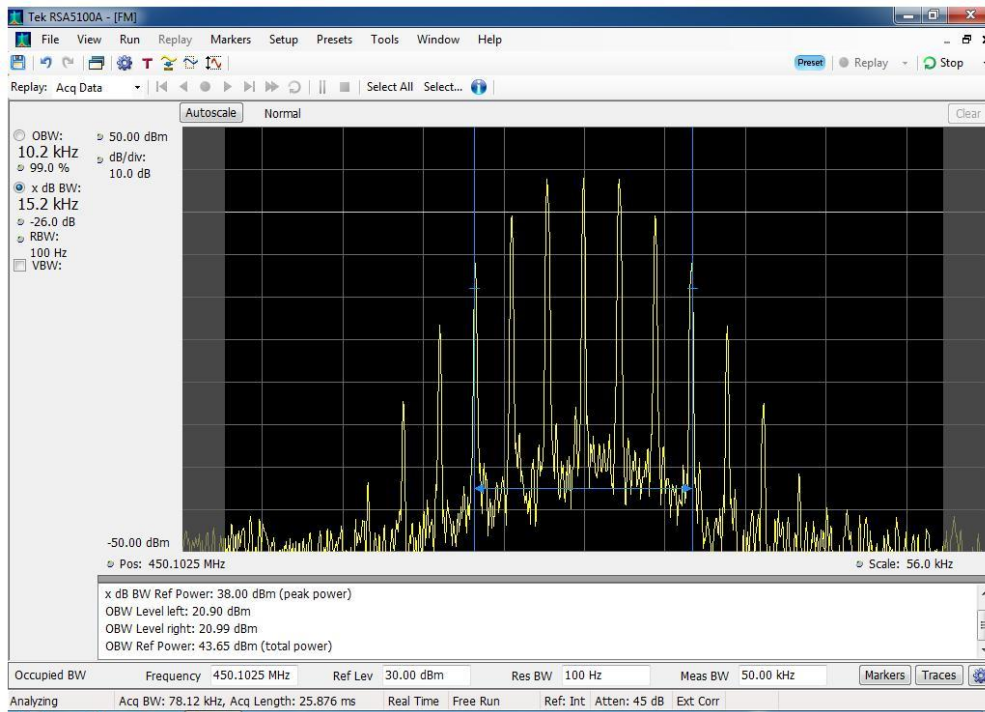 Tek RSA5100A - [FM]
File View Run Replay Markers Setup Presets Tools Window Help
Preset Replay Stop
Replay: Acq Data Select All Select...
Autoscale Normal Clear
OBW:
10.2 kHz
99.0 %
x dB BW:
15.2 kHz
-26.0 dB
RBW:
100 Hz
VBW:
50.00 dBm
dB/div:
10.0 dB
-50.00 dBm
Pos: 450.1025 MHz Scale: 56.0 kHz
x dB BW Ref Power: 38.00 dBm (peak power)
OBW Level left: 20.90 dBm
OBW Level right: 20.99 dBm
OBW Ref Power: 43.65 dBm (total power)
Occupied BW Frequency 450.1025 MHz Ref Lev 30.00 dBm Res BW 100 Hz Meas BW 50.00 kHz Markers Traces
Analyzing Acq BW: 78.12 kHz, Acq Length: 25.876 ms Real Time Free Run Ref: Int Atten: 45 dB Ext Corr